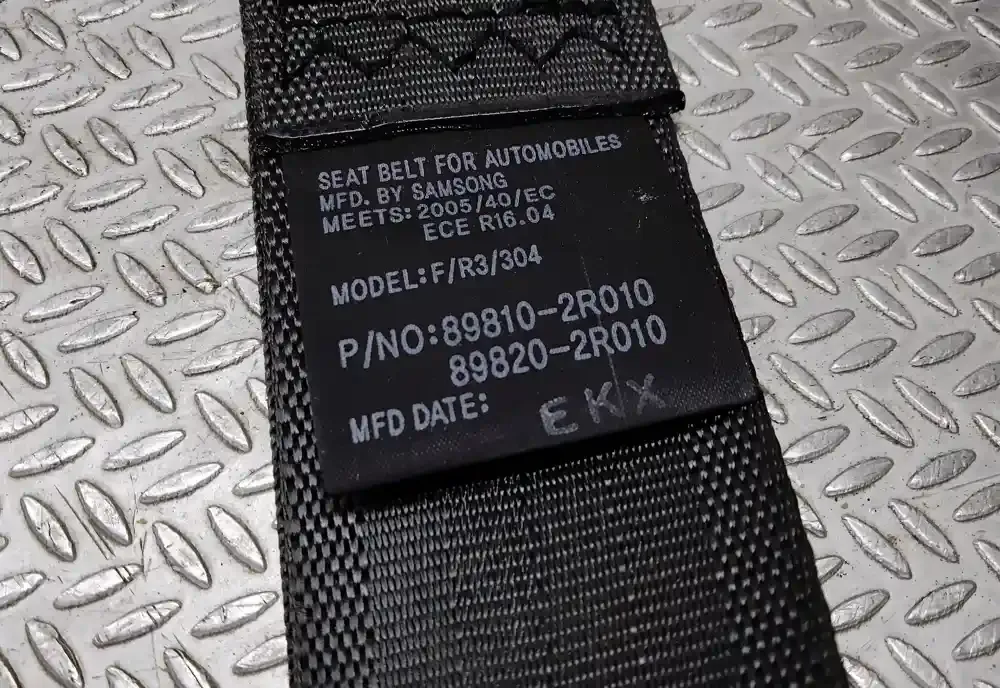 SEAT BELT FOR AUTOMOBILES
MFD. BY SAMSONG
MEETS: 2005/40/EC
ECE R16.04
MODEL: F/R3/304
P/NO: 89810-2R010
89820-2R010
MFD DATE: EKX